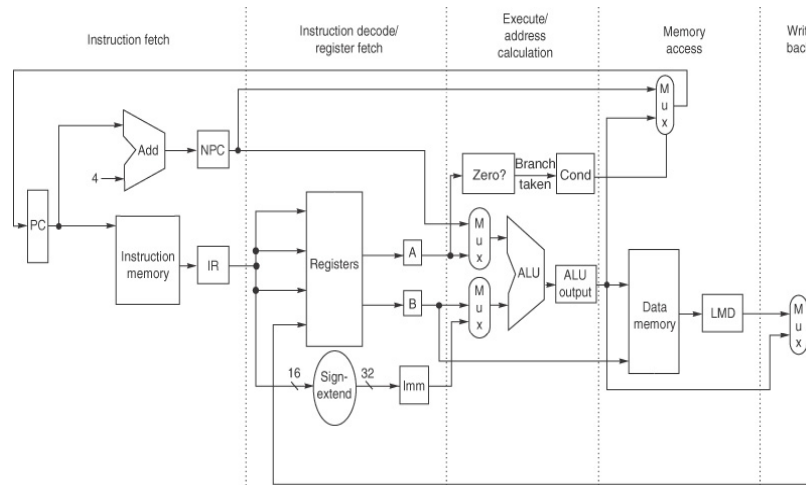 Instruction fetch
Instruction decode/
register fetch
Execute/
address
calculation
Memory
access
Writ
bac
M
u
x
Add
NPC
4
Branch
taken
Zero?
Cond
PC
Instruction
memory
IR
Registers
A
B
M
u
x
M
u
x
ALU
ALU
output
Data
memory
LMD
M
u
x
16
Sign-
extend
32
Imm